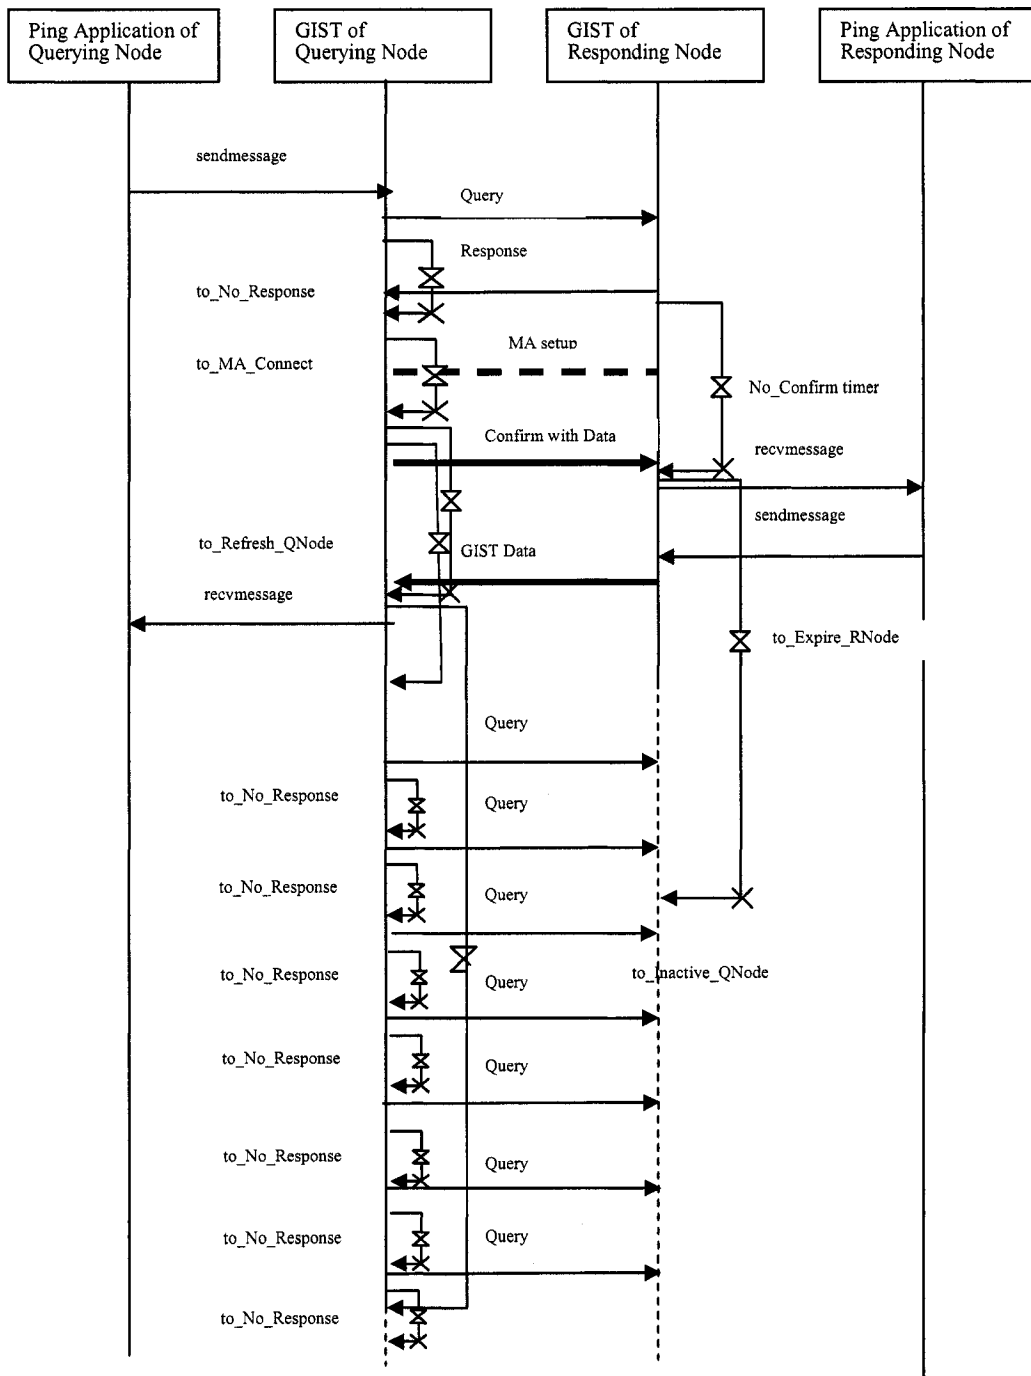 Ping Application of
Querying Node
GIST of
Querying Node
GIST of
Responding Node
Ping Application of
Responding Node
sendmessage
Query
Response
to_No_Response
MA setup
to_MA_Connect
No_Confirm timer
Confirm with Data
recvmessage
sendmessage
to_Refresh_QNode
GIST Data
recvmessage
to_Expire_RNode
Query
to_No_Response
Query
to_No_Response
Query
to_No_Response
to_Inactive_QNode
Query
to_No_Response
Query
to_No_Response
Query
to_No_Response
Query
to_No_Response